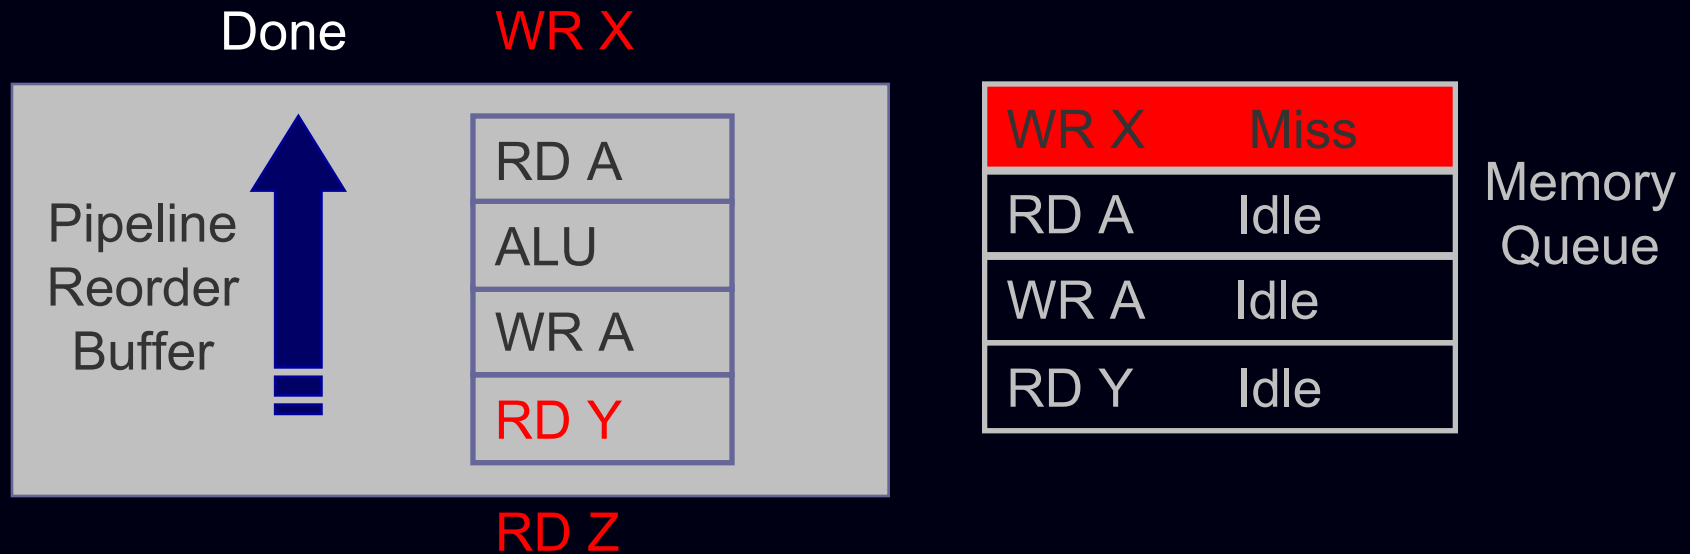 Done WR X
Pipeline
Reorder
Buffer
RD A
ALU
WR A
RD Y
RD Z
WR X Miss
RD A Idle
WR A Idle
RD Y Idle
Memory
Queue